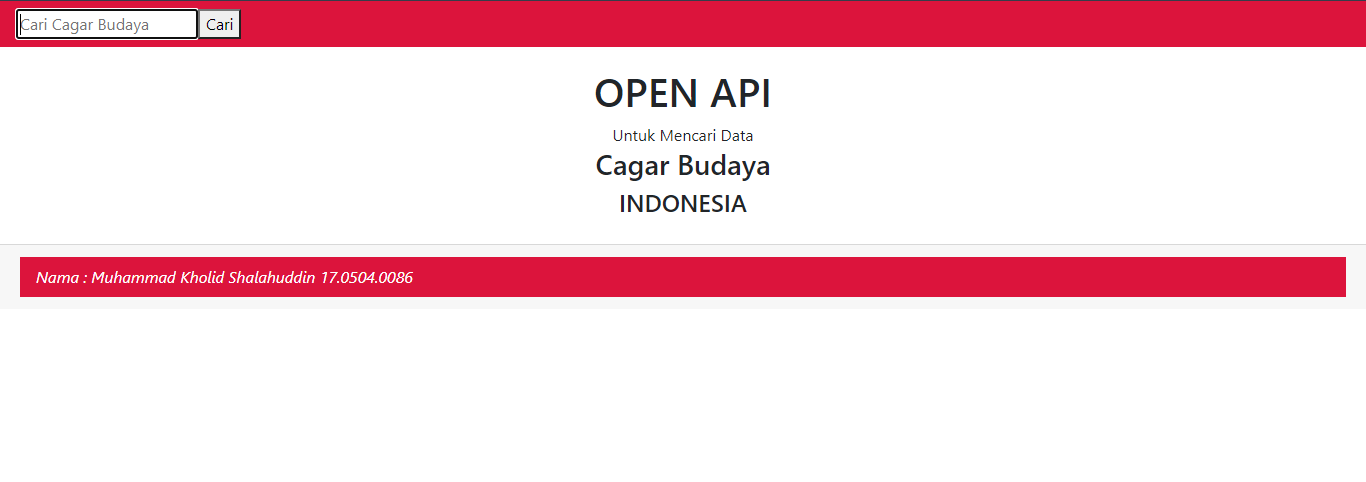 Cari Cagar Budaya Cari
OPEN API
Untuk Mencari Data
Cagar Budaya
INDONESIA
Nama : Muhammad Kholid Shalahuddin 17.0504.0086